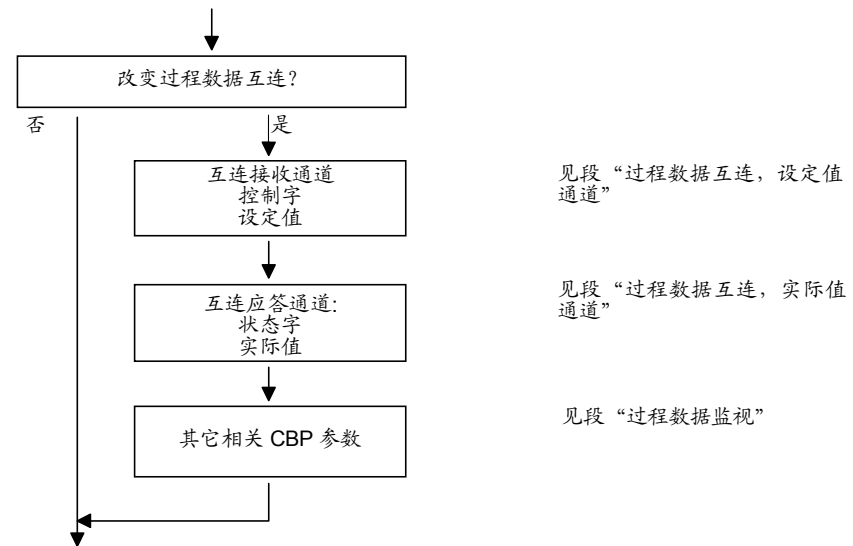 改变过程数据互连?
否
是
互连接收通道
控制字
设定值
见段“过程数据互连，设定值
通道”
互连应答通道:
状态字
实际值
见段“过程数据互连，实际值
通道”
其它相关 CBP 参数
见段“过程数据监视”